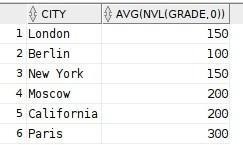 CITY AVG(NVL(GRADE,0))
1 London 150
2 Berlin 100
3 New York 150
4 Moscow 200
5 California 200
6 Paris 300